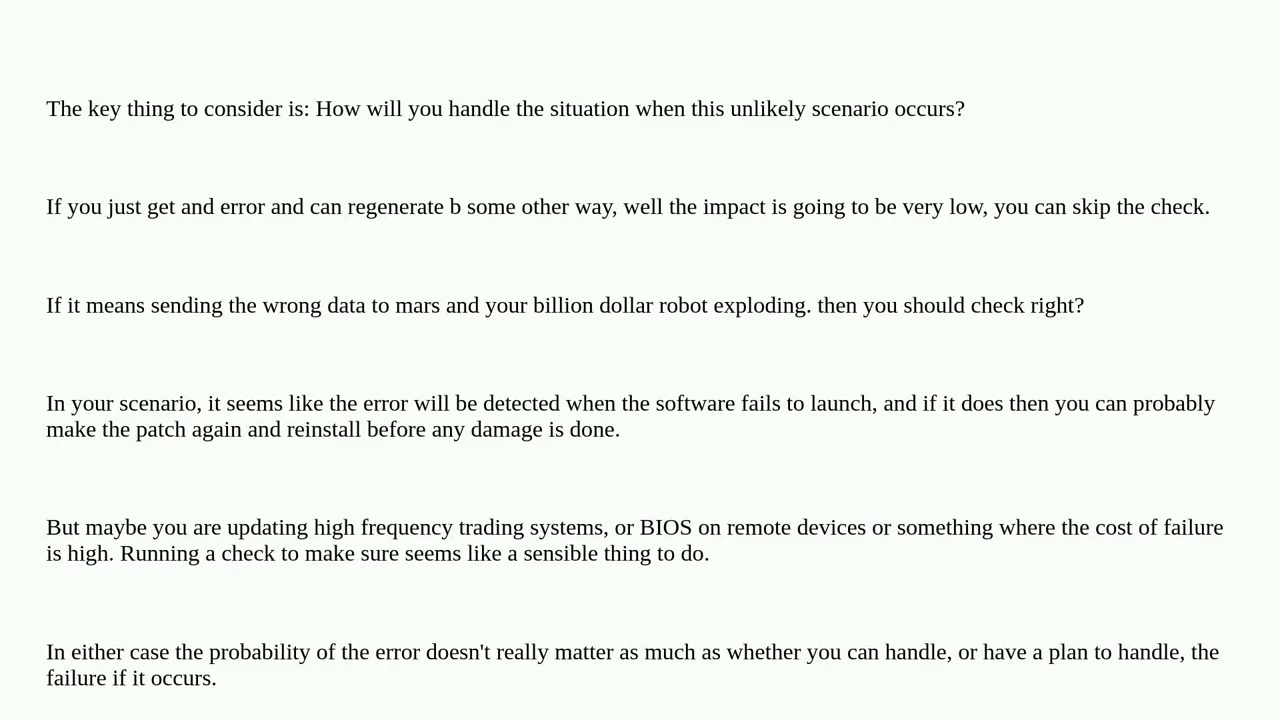 The key thing to consider is: How will you handle the situation when this unlikely scenario occurs?
If you just get and error and can regenerate b some other way, well the impact is going to be very low, you can skip the check.
If it means sending the wrong data to mars and your billion dollar robot exploding. then you should check right?
In your scenario, it seems like the error will be detected when the software fails to launch, and if it does then you can probably
make the patch again and reinstall before any damage is done.
But maybe you are updating high frequency trading systems, or BIOS on remote devices or something where the cost of failure
is high. Running a check to make sure seems like a sensible thing to do.
In either case the probability of the error doesn't really matter as much as whether you can handle, or have a plan to handle, the
failure if it occurs.